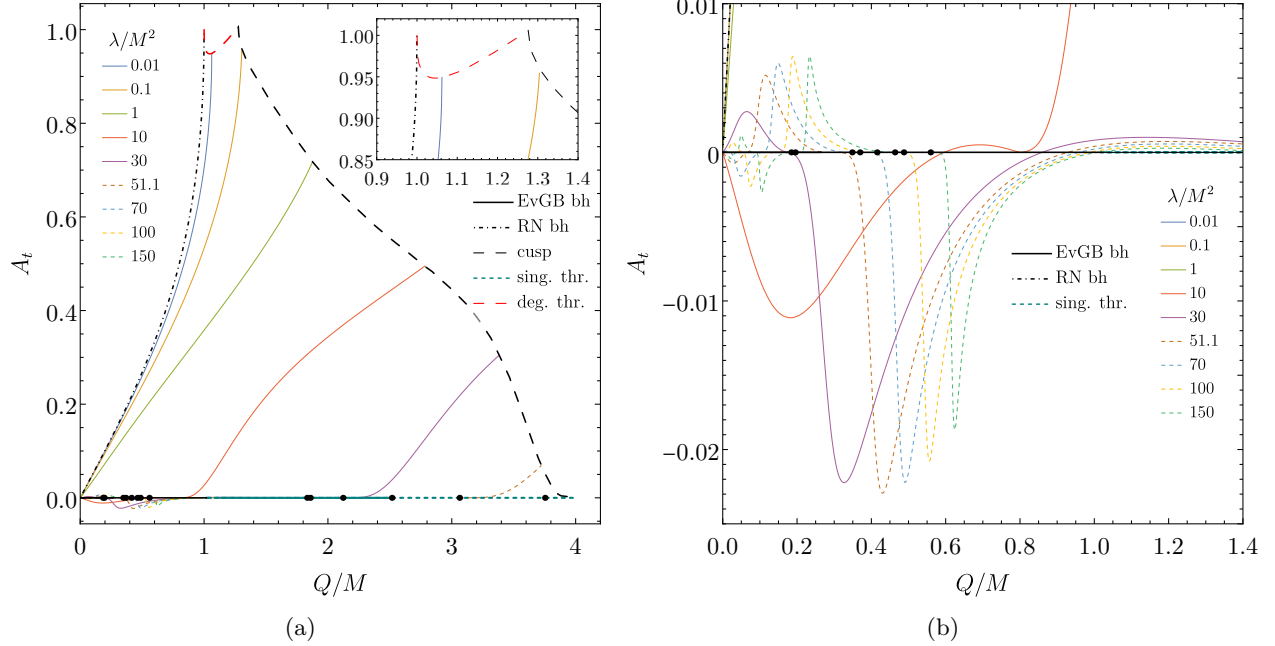 1.0
0.8
0.6
0.4
0.2
0.0
A_t
λ/M²
0.01
0.1
1
10
30
51.1
70
100
150
1.00
0.95
0.90
0.85
0.9 1.0 1.1 1.2 1.3 1.4
EvGB bh
RN bh
cusp
sing. thr.
deg. thr.
0 1 2 3 4
Q/M
(a)
0.01
0
−0.01
−0.02
A_t
EvGB bh
RN bh
sing. thr.
λ/M²
0.01
0.1
1
10
30
51.1
70
100
150
0.0 0.2 0.4 0.6 0.8 1.0 1.2 1.4
Q/M
(b)